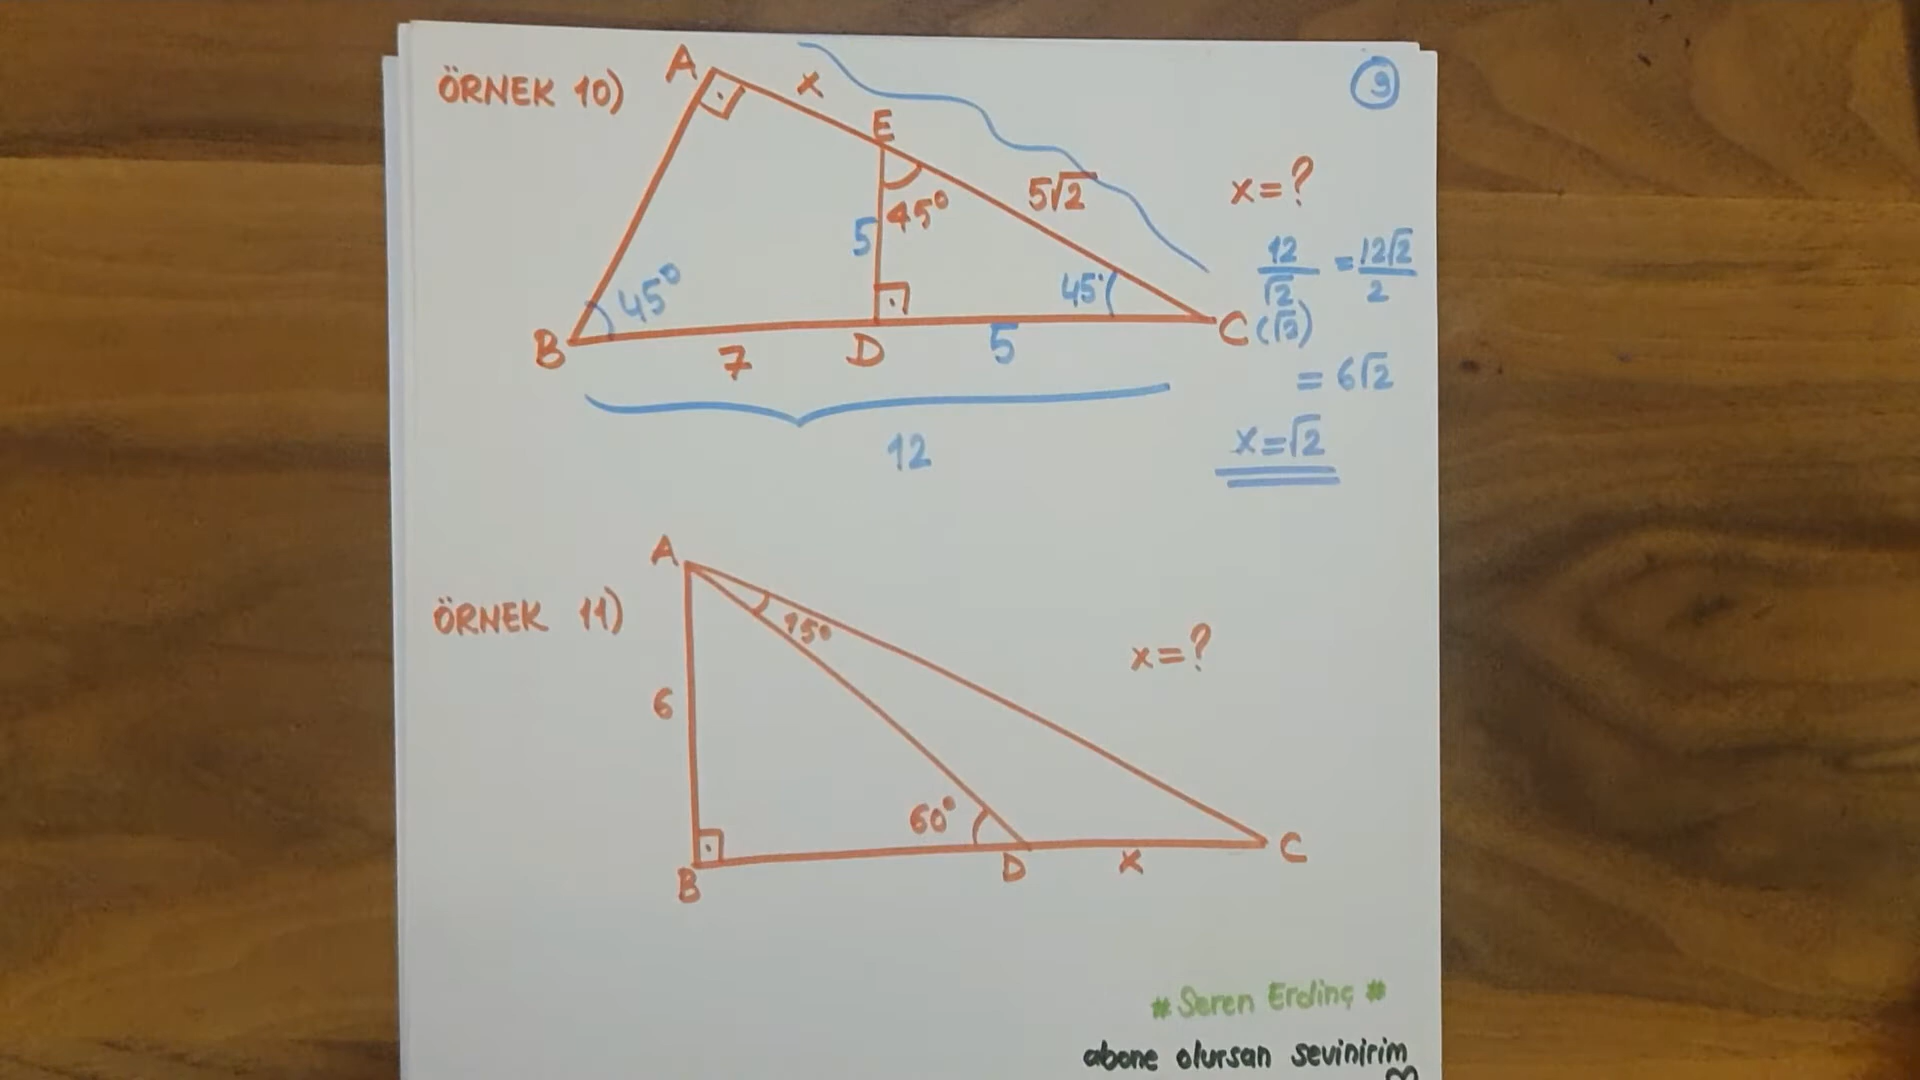 ÖRNEK 10)
9
A
x
E
5√2
x=?
45°
5
45°
45°
12/√2 = 12√2/2
(√2)
B
7
D
5
C
= 6√2
12
x=√2
A
ÖRNEK 11)
15°
x=?
6
60°
B
D
x
C
# Seren Erdinç #
abone olursan sevinirim